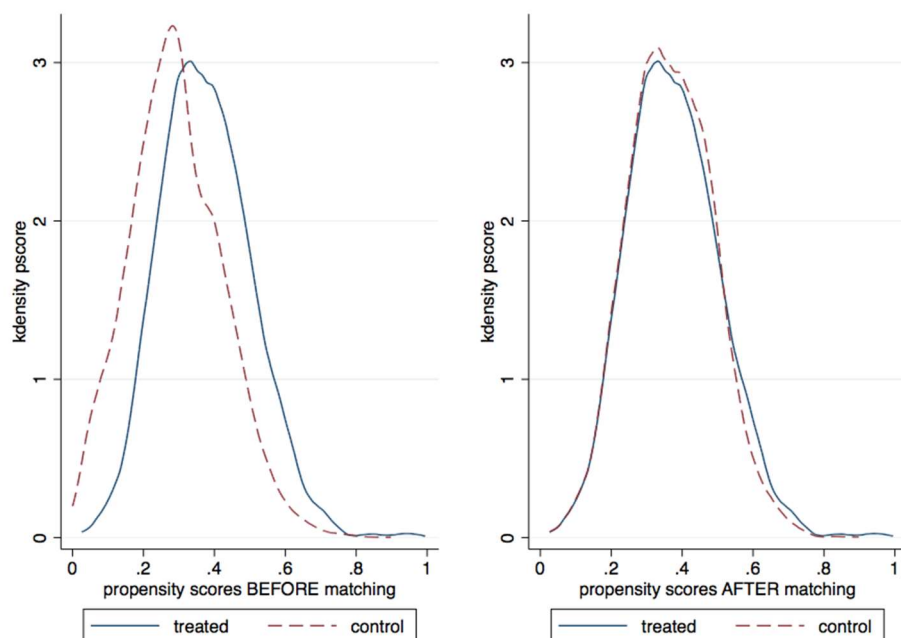 kdensity pscore
3
2
1
0
0 .2 .4 .6 .8 1
propensity scores BEFORE matching
treated control
kdensity pscore
3
2
1
0
0 .2 .4 .6 .8 1
propensity scores AFTER matching
treated control